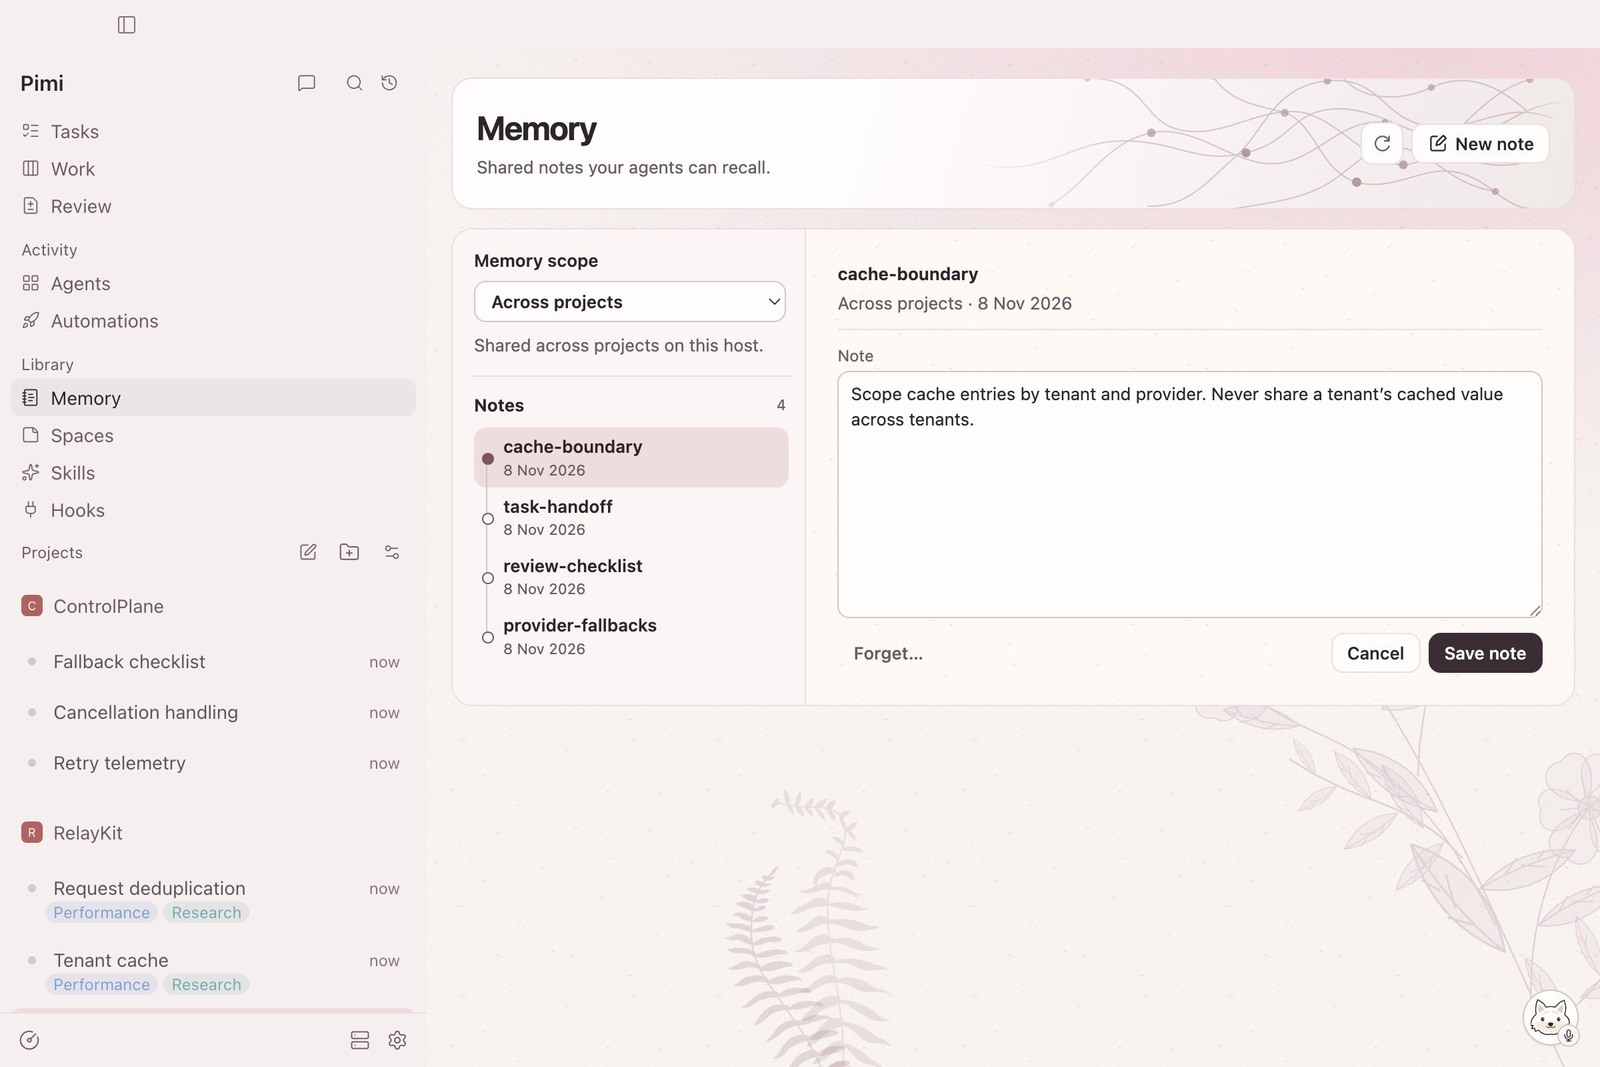 Pimi
Tasks
Work
Review
Activity
Agents
Automations
Library
Memory
Spaces
Skills
Hooks
Projects
C ControlPlane
Fallback checklist now
Cancellation handling now
Retry telemetry now
R RelayKit
Request deduplication now
Performance Research
Tenant cache now
Performance Research
Memory
Shared notes your agents can recall.
New note
Memory scope
Across projects
Shared across projects on this host.
Notes 4
cache-boundary
8 Nov 2026
task-handoff
8 Nov 2026
review-checklist
8 Nov 2026
provider-fallbacks
8 Nov 2026
cache-boundary
Across projects · 8 Nov 2026
Note
Scope cache entries by tenant and provider. Never share a tenant's cached value
across tenants.
Forget...
Cancel
Save note